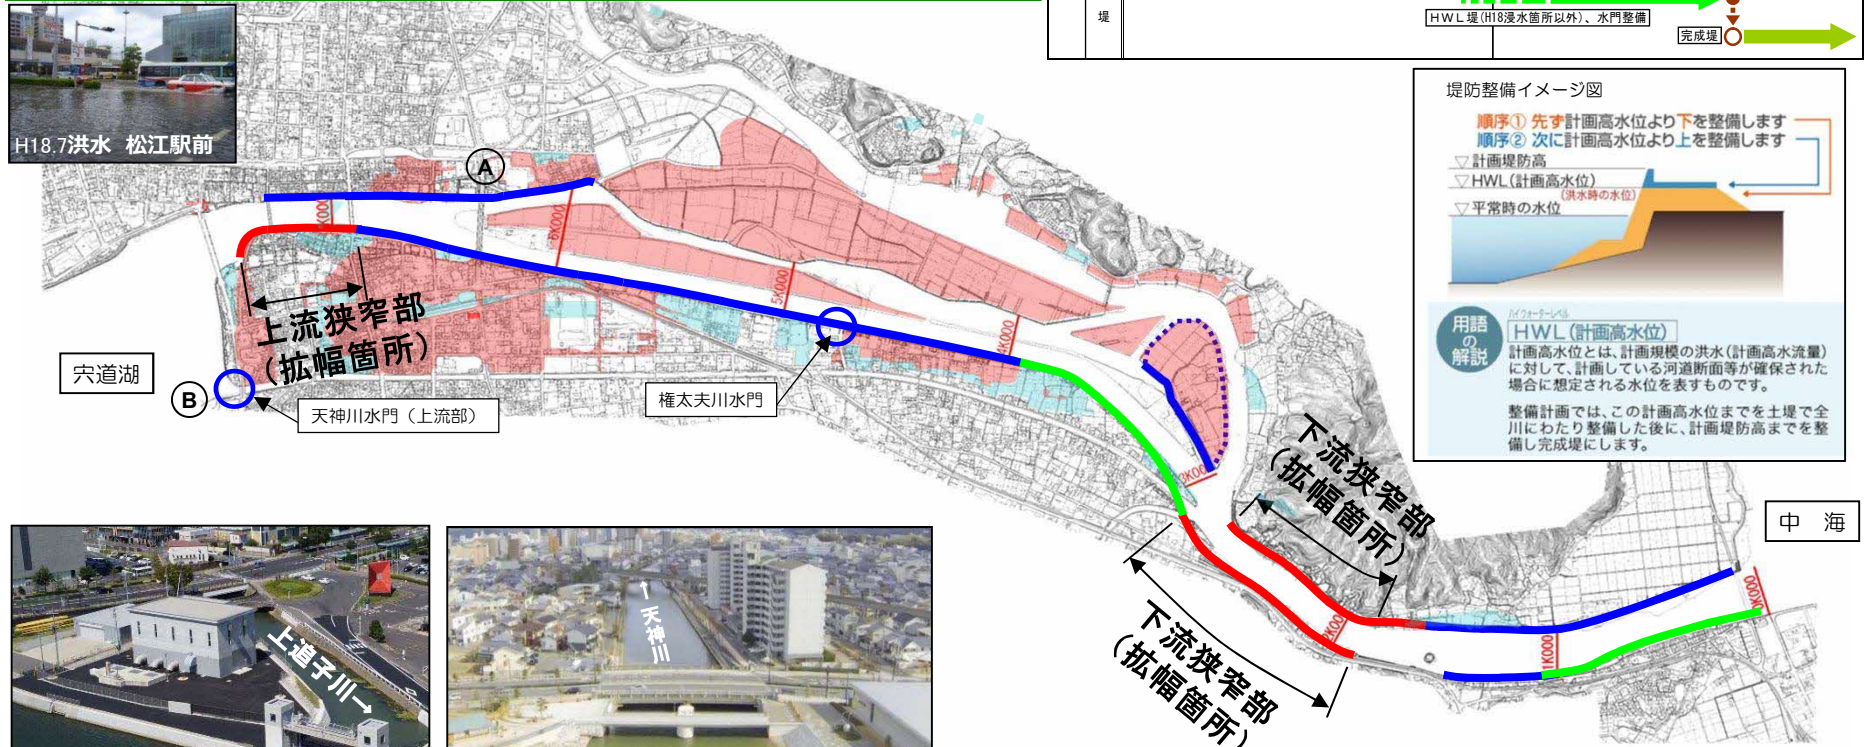 堤
HWL堤(H18浸水箇所以外)、水門整備
完成堤
H18.7洪水 松江駅前
堤防整備イメージ図
順序① 先ず計画高水位より下を整備します
順序② 次に計画高水位より上を整備します
▽計画堤防高
▽HWL(計画高水位)
(洪水時の水位)
▽平常時の水位
用語
の
解説
ハイウォーターレベル
HWL(計画高水位)
計画高水位とは、計画規模の洪水(計画高水流量)
に対して、計画している河道断面等が確保された
場合に想定される水位を表すものです。
整備計画では、この計画高水位までを土堤で全
川にわたり整備した後に、計画堤防高までを整
備し完成堤にします。
A
6K000
5K000
4K000
上流狭窄部
(拡幅箇所)
宍道湖
B
天神川水門(上流部)
権太夫川水門
3K000
下流狭窄部
(拡幅箇所)
中 海
下流狭窄部
(拡幅箇所)
2K000
1K000
上追子川→
↑天神川